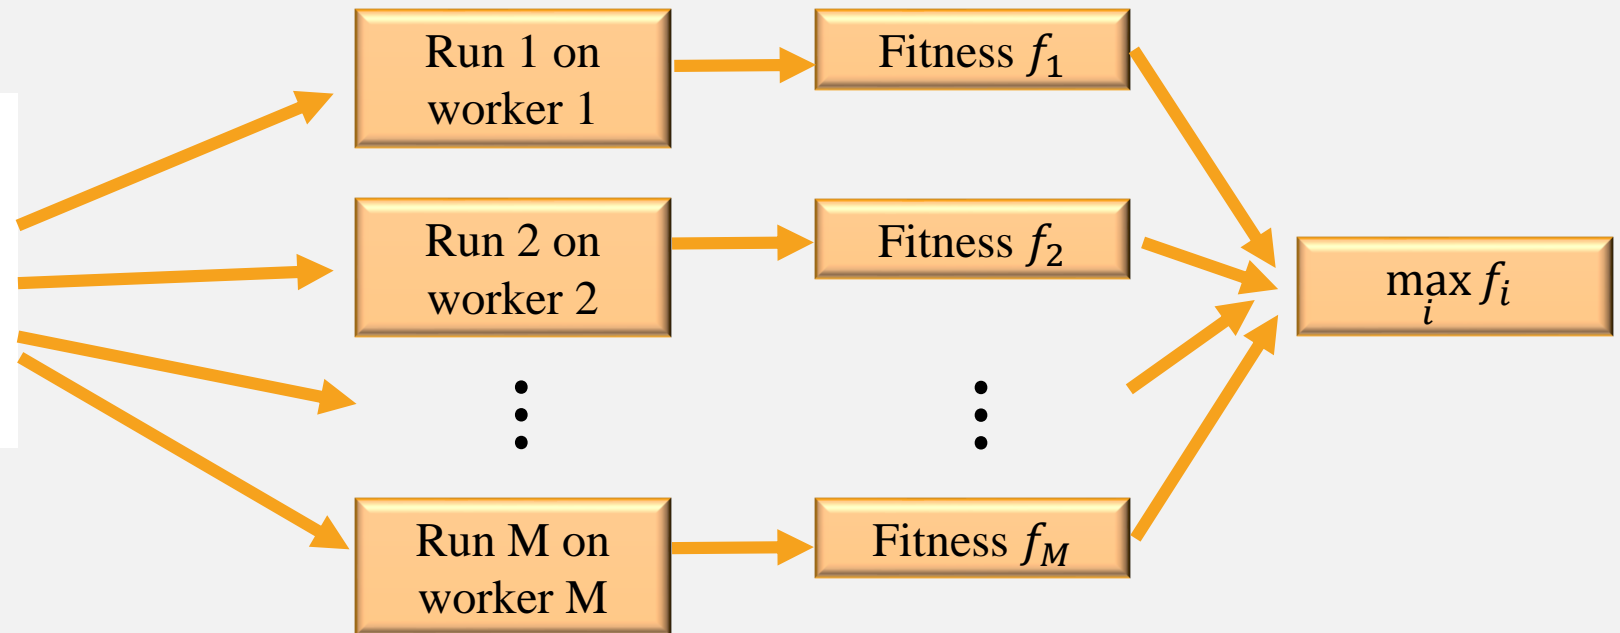 Run 1 on
worker 1
Fitness f₁
Run 2 on
worker 2
Fitness f₂
max fᵢ
i
⋮
⋮
Run M on
worker M
Fitness f_M